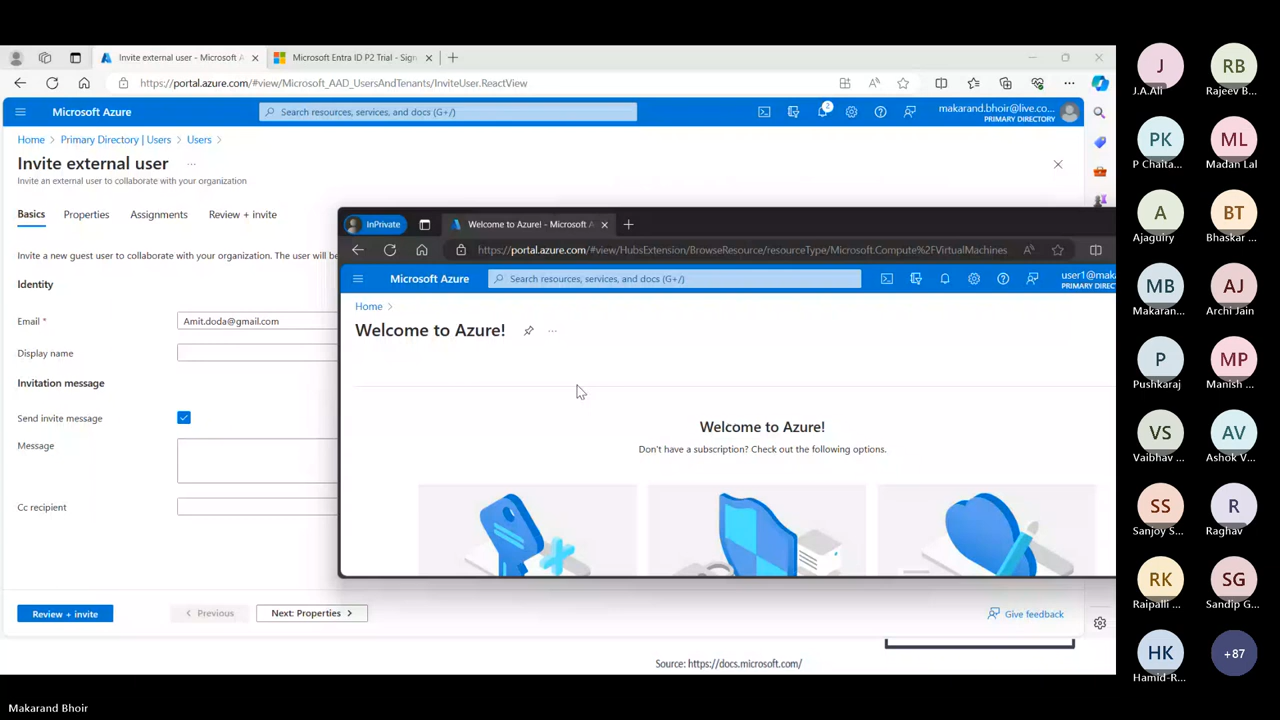 Invite external user - Microsoft A
Microsoft Entra ID P2 Trial - Sign
https://portal.azure.com/#view/Microsoft_AAD_UsersAndTenants/InviteUser.ReactView
Microsoft Azure
Search resources, services, and docs (G+/)
2
makarand.bhoir@live.co...
PRIMARY DIRECTORY
Home > Primary Directory | Users > Users >
Invite external user ...
Invite an external user to collaborate with your organization
Basics Properties Assignments Review + invite
Invite a new guest user to collaborate with your organization. The user will be
Identity
Email *
Amit.doda@gmail.com
Display name
Invitation message
Send invite message
Message
Cc recipient
Review + invite
< Previous
Next: Properties >
Give feedback
InPrivate
Welcome to Azure! - Microsoft A
https://portal.azure.com/#view/HubsExtension/BrowseResource/resourceType/Microsoft.Compute%2FVirtualMachines
Microsoft Azure
Search resources, services, and docs (G+/)
user1@maka
PRIMARY DIREC
Home >
Welcome to Azure! ...
Welcome to Azure!
Don't have a subscription? Check out the following options.
Source: https://docs.microsoft.com/
Makarand Bhoir
J
J.A.Ali
RB
Rajeev B...
PK
P Chaita...
ML
Madan Lal
A
Ajaguiry
BT
Bhaskar ...
MB
Makaran...
AJ
Archi Jain
P
Pushkaraj
MP
Manish ...
VS
Vaibhav ...
AV
Ashok V...
SS
Sanjoy S...
R
Raghav
RK
Raipalli ...
SG
Sandip G...
HK
Hamid-R...
+87